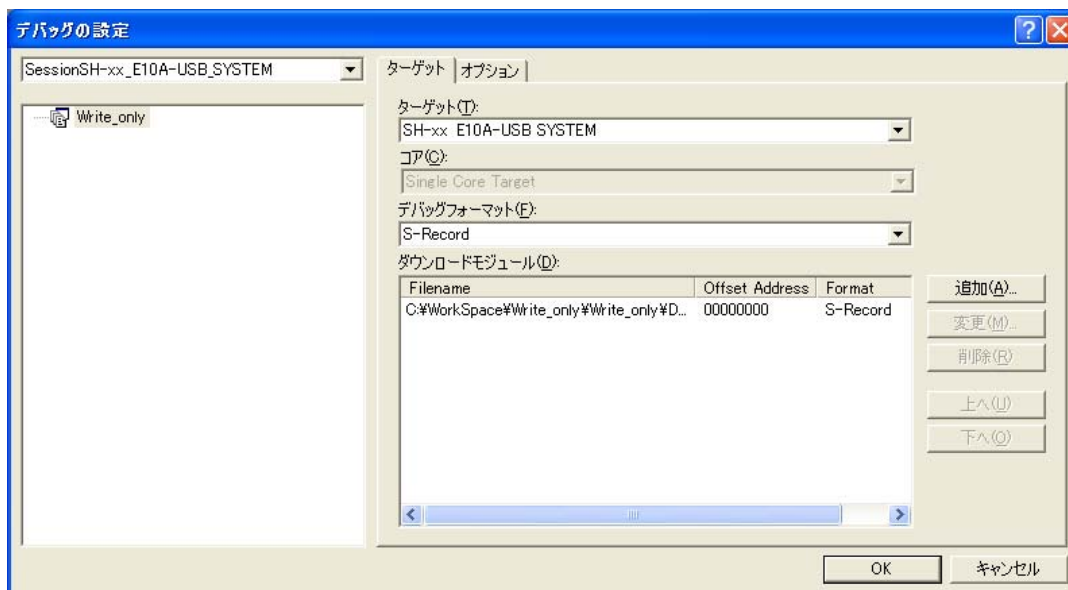 デバッグの設定
SessionSH-xx_E10A-USB_SYSTEM
Write_only
ターゲット オプション
ターゲット(T):
SH-xx E10A-USB SYSTEM
コア(C):
Single Core Target
デバッグフォーマット(F):
S-Record
ダウンロードモジュール(D):
Filename Offset Address Format
C:¥WorkSpace¥Write_only¥Write_only¥D... 00000000 S-Record
追加(A)...
変更(M)...
削除(R)
上へ(U)
下へ(O)
OK キャンセル